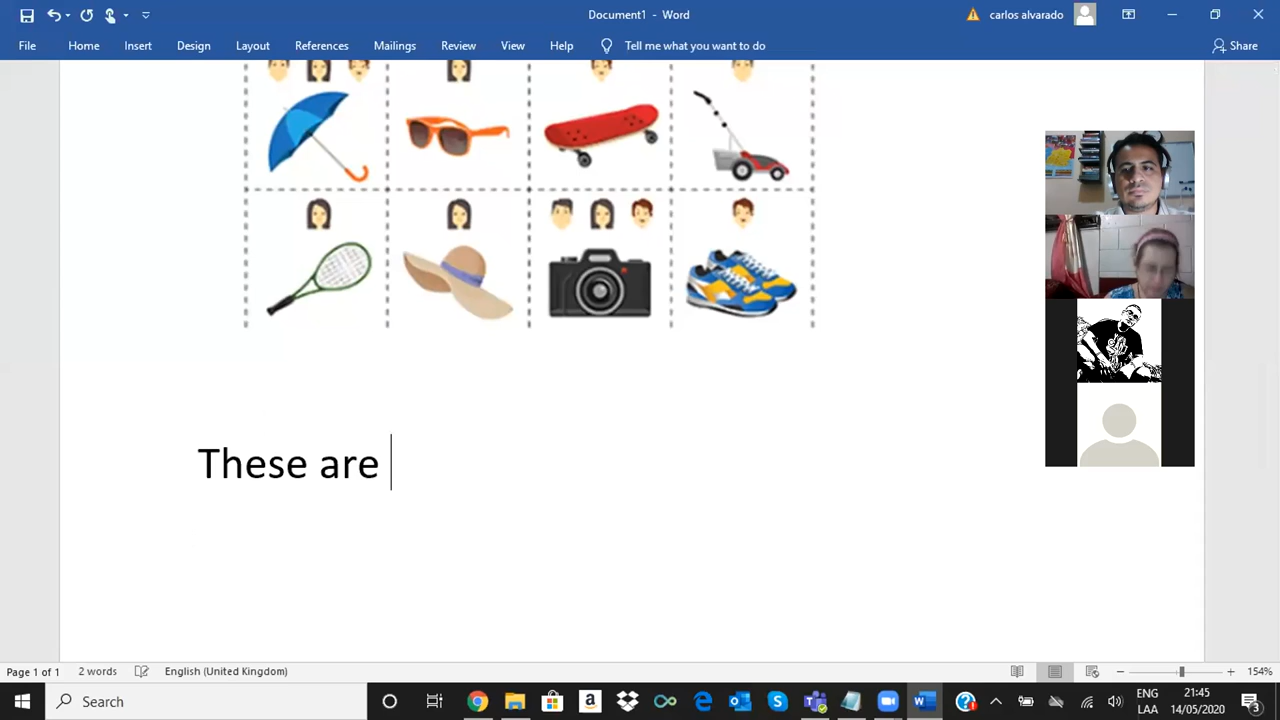 Document1 - Word
carlos alvarado
File Home Insert Design Layout References Mailings Review View Help Tell me what you want to do Share
These are
Page 1 of 1 2 words English (United Kingdom) 154%
Search
ENG 21:45
LAA 14/05/2020
3